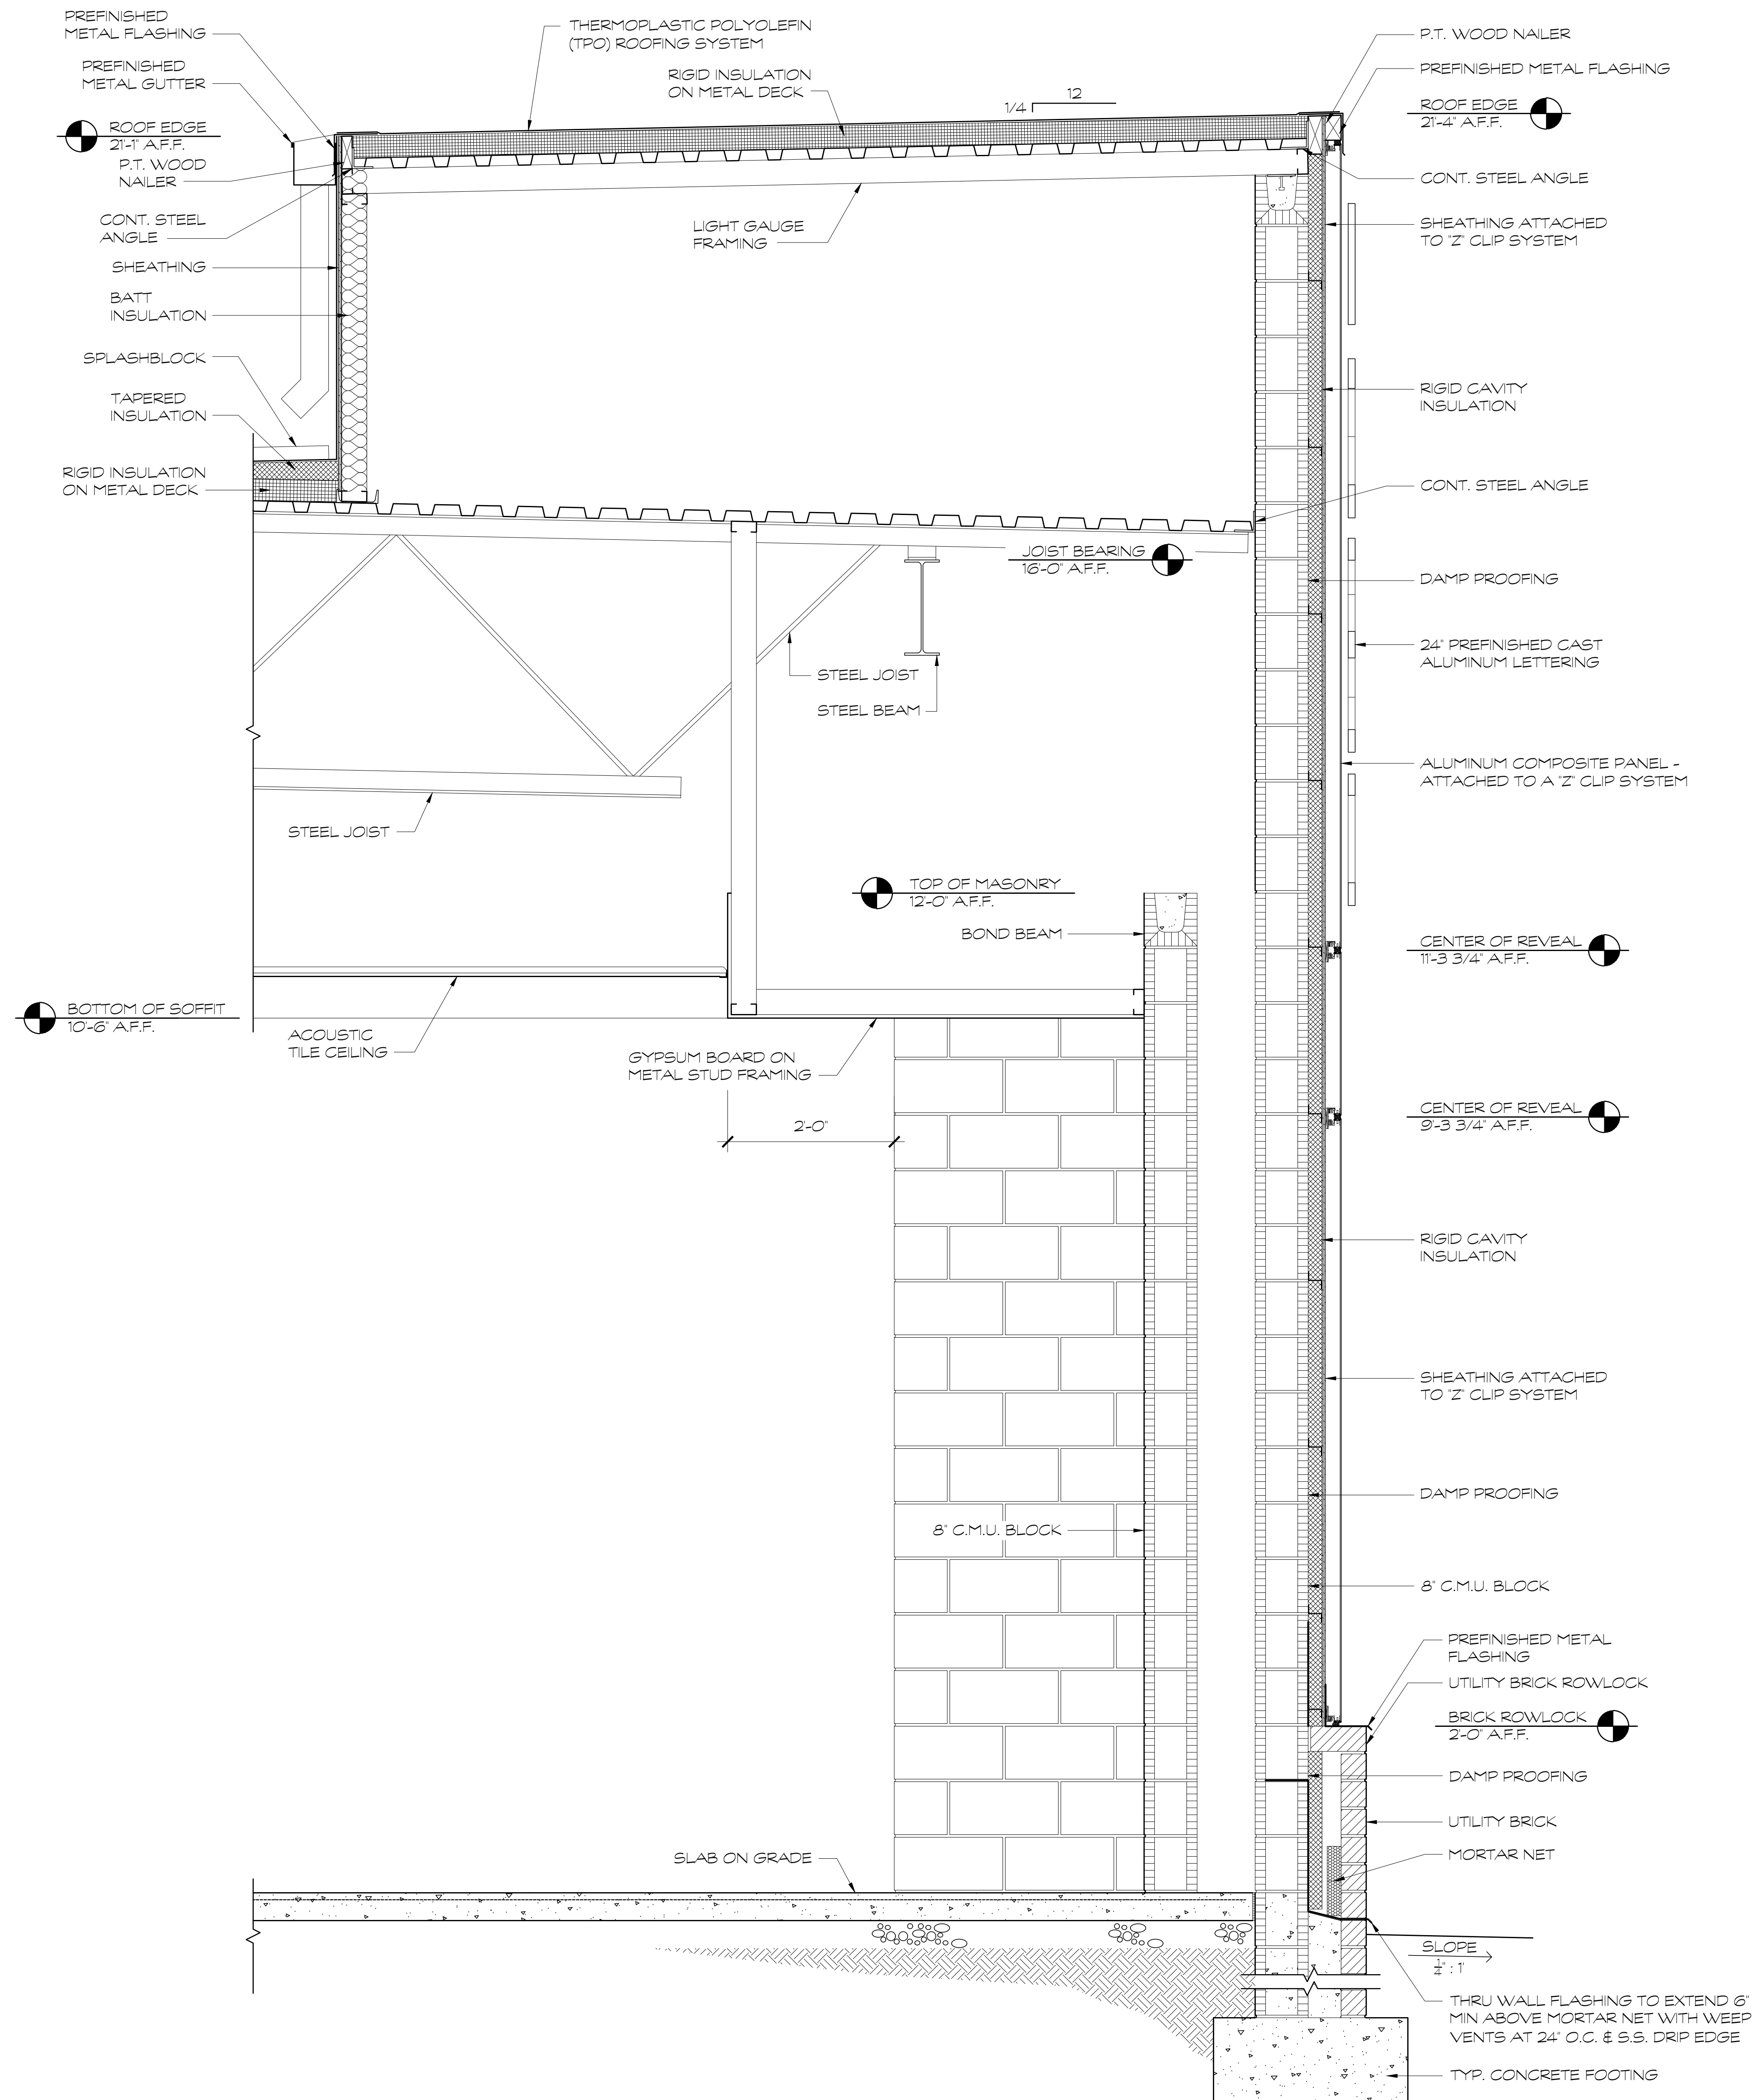 PREFINISHED
METAL FLASHING
PREFINISHED
METAL GUTTER
ROOF EDGE
21'-1" A.F.F.
P.T. WOOD
NAILER
CONT. STEEL
ANGLE
SHEATHING
BATT
INSULATION
SPLASHBLOCK
TAPERED
INSULATION
RIGID INSULATION
ON METAL DECK
THERMOPLASTIC POLYOLEFIN
(TPO) ROOFING SYSTEM
RIGID INSULATION
ON METAL DECK
12
1/4
LIGHT GAUGE
FRAMING
JOIST BEARING
16'-0" A.F.F.
STEEL JOIST
STEEL BEAM
STEEL JOIST
TOP OF MASONRY
12'-0" A.F.F.
BOND BEAM
BOTTOM OF SOFFIT
10'-6" A.F.F.
ACOUSTIC
TILE CEILING
GYPSUM BOARD ON
METAL STUD FRAMING
2'-0"
8" C.M.U. BLOCK
SLAB ON GRADE
P.T. WOOD NAILER
PREFINISHED METAL FLASHING
ROOF EDGE
21'-4" A.F.F.
CONT. STEEL ANGLE
SHEATHING ATTACHED
TO "Z" CLIP SYSTEM
RIGID CAVITY
INSULATION
CONT. STEEL ANGLE
DAMP PROOFING
24" PREFINISHED CAST
ALUMINUM LETTERING
ALUMINUM COMPOSITE PANEL -
ATTACHED TO A "Z" CLIP SYSTEM
CENTER OF REVEAL
11'-3 3/4" A.F.F.
CENTER OF REVEAL
9'-3 3/4" A.F.F.
RIGID CAVITY
INSULATION
SHEATHING ATTACHED
TO "Z" CLIP SYSTEM
DAMP PROOFING
8" C.M.U. BLOCK
PREFINISHED METAL
FLASHING
UTILITY BRICK ROWLOCK
BRICK ROWLOCK
2'-0" A.F.F.
DAMP PROOFING
UTILITY BRICK
MORTAR NET
SLOPE
1/4" : 1'
THRU WALL FLASHING TO EXTEND 6"
MIN ABOVE MORTAR NET WITH WEEP
VENTS AT 24" O.C. & S.S. DRIP EDGE
TYP. CONCRETE FOOTING